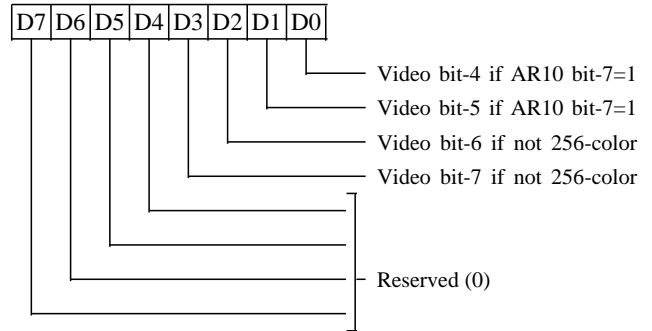 D7 D6 D5 D4 D3 D2 D1 D0
Video bit-4 if AR10 bit-7=1
Video bit-5 if AR10 bit-7=1
Video bit-6 if not 256-color
Video bit-7 if not 256-color
Reserved (0)